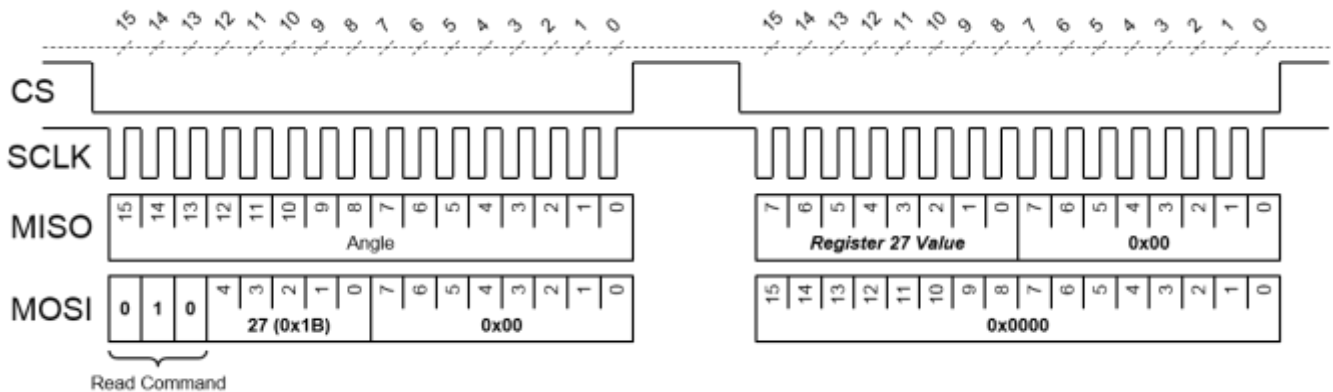 15 14 13 12 11 10 9 8 7 6 5 4 3 2 1 0 15 14 13 12 11 10 9 8 7 6 5 4 3 2 1 0
CS
SCLK
MISO 15 14 13 12 11 10 9 8 7 6 5 4 3 2 1 0 7 6 5 4 3 2 1 0 7 6 5 4 3 2 1 0
Angle Register 27 Value 0x00
MOSI 0 1 0 4 3 2 1 0 7 6 5 4 3 2 1 0 15 14 13 12 11 10 9 8 7 6 5 4 3 2 1 0
27 (0x1B) 0x00 0x0000
Read Command